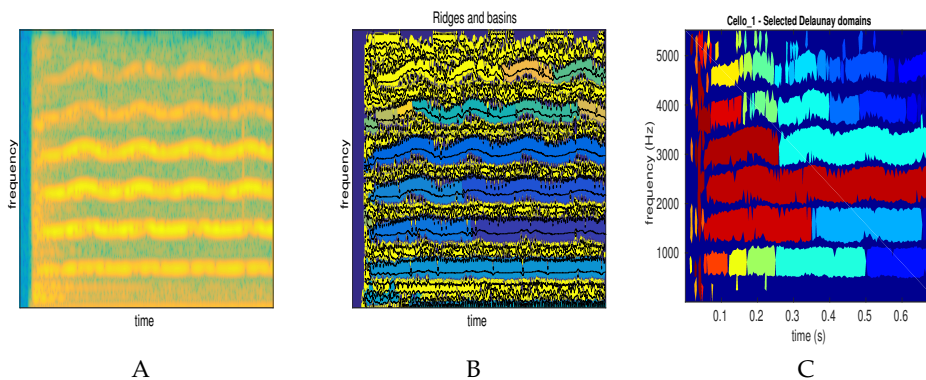 Ridges and basins
Cello_1 - Selected Delaunay domains
frequency
time
frequency
time
frequency (Hz)
5000
4000
3000
2000
1000
0.1 0.2 0.3 0.4 0.5 0.6
time (s)
A B C